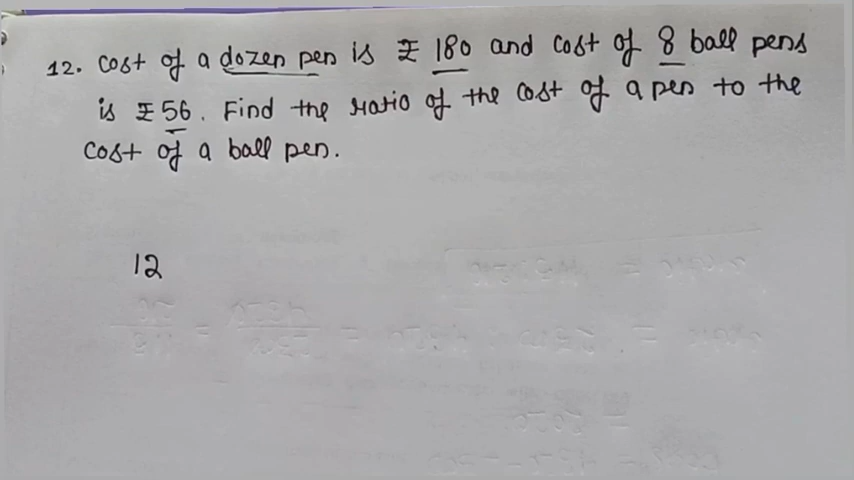 12. Cost of a dozen pen is ₹ 180 and cost of 8 ball pens
is ₹ 56. Find the ratio of the cost of a pen to the
cost of a ball pen.
12